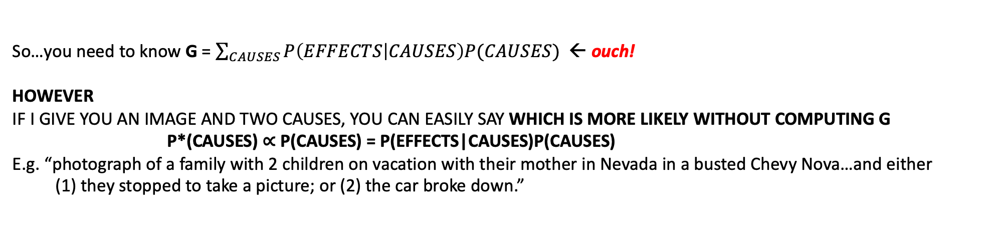 So...you need to know G = ∑CAUSES P(EFFECTS|CAUSES)P(CAUSES) ← ouch!
HOWEVER
IF I GIVE YOU AN IMAGE AND TWO CAUSES, YOU CAN EASILY SAY WHICH IS MORE LIKELY WITHOUT COMPUTING G
P*(CAUSES) ∝ P(CAUSES) = P(EFFECTS|CAUSES)P(CAUSES)
E.g. “photograph of a family with 2 children on vacation with their mother in Nevada in a busted Chevy Nova...and either
(1) they stopped to take a picture; or (2) the car broke down.”